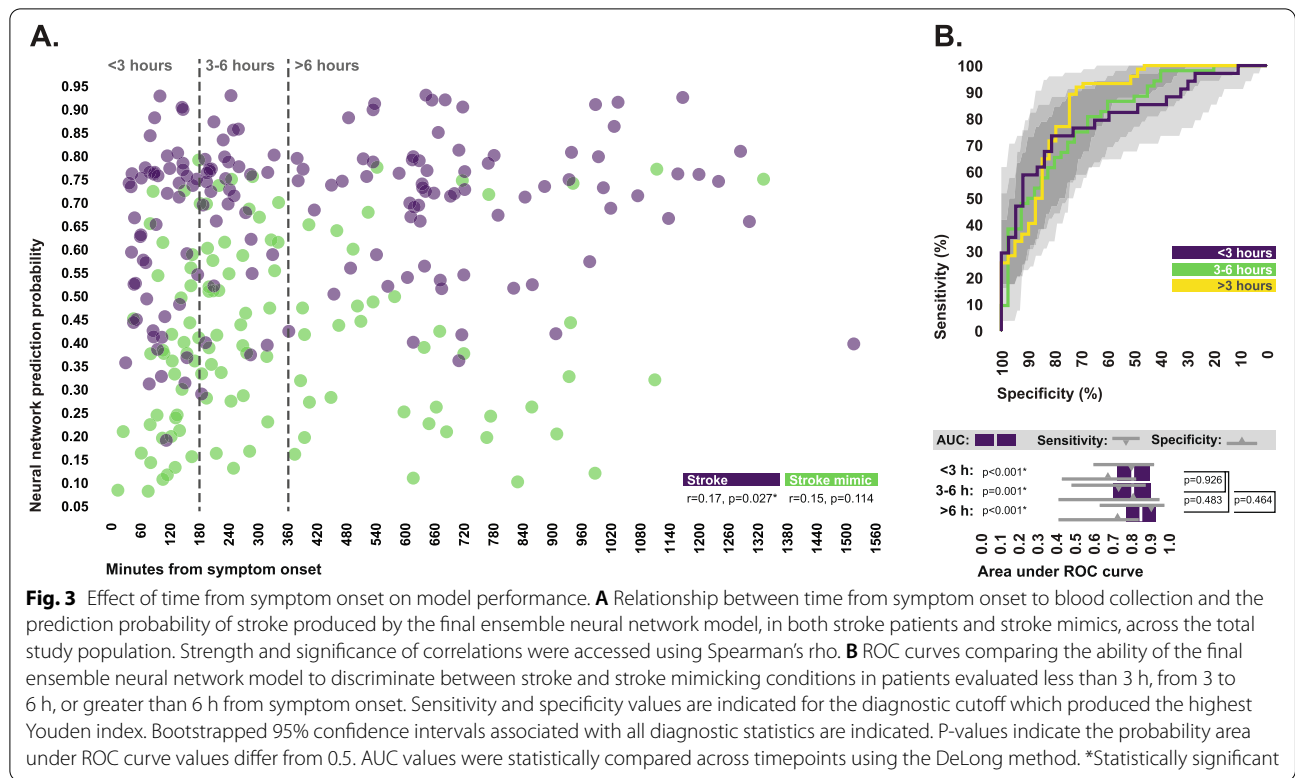 A.
<3 hours
3-6 hours
>6 hours
Neural network prediction probability
0.95
0.90
0.85
0.80
0.75
0.70
0.65
0.60
0.55
0.50
0.45
0.40
0.35
0.30
0.25
0.20
0.15
0.10
0.05
Stroke
Stroke mimic
r=0.17, p=0.027*
r=0.15, p=0.114
0
60
120
180
240
300
360
420
480
540
600
660
720
780
840
900
960
1020
1080
1140
1200
1260
1320
1380
1440
1500
1560
Minutes from symptom onset
B.
Sensitivity (%)
100
90
80
70
60
50
40
30
20
10
0
<3 hours
3-6 hours
>3 hours
100
90
80
70
60
50
40
30
20
10
0
Specificity (%)
AUC:
Sensitivity:
Specificity:
<3 h: p<0.001*
3-6 h: p=0.001*
>6 h: p<0.001*
p=0.926
p=0.483
p=0.464
0.0
0.1
0.2
0.3
0.4
0.5
0.6
0.7
0.8
0.9
1.0
Area under ROC curve
Fig. 3 Effect of time from symptom onset on model performance. A Relationship between time from symptom onset to blood collection and the
prediction probability of stroke produced by the final ensemble neural network model, in both stroke patients and stroke mimics, across the total
study population. Strength and significance of correlations were accessed using Spearman's rho. B ROC curves comparing the ability of the final
ensemble neural network model to discriminate between stroke and stroke mimicking conditions in patients evaluated less than 3 h, from 3 to
6 h, or greater than 6 h from symptom onset. Sensitivity and specificity values are indicated for the diagnostic cutoff which produced the highest
Youden index. Bootstrapped 95% confidence intervals associated with all diagnostic statistics are indicated. P-values indicate the probability area
under ROC curve values differ from 0.5. AUC values were statistically compared across timepoints using the DeLong method. *Statistically significant